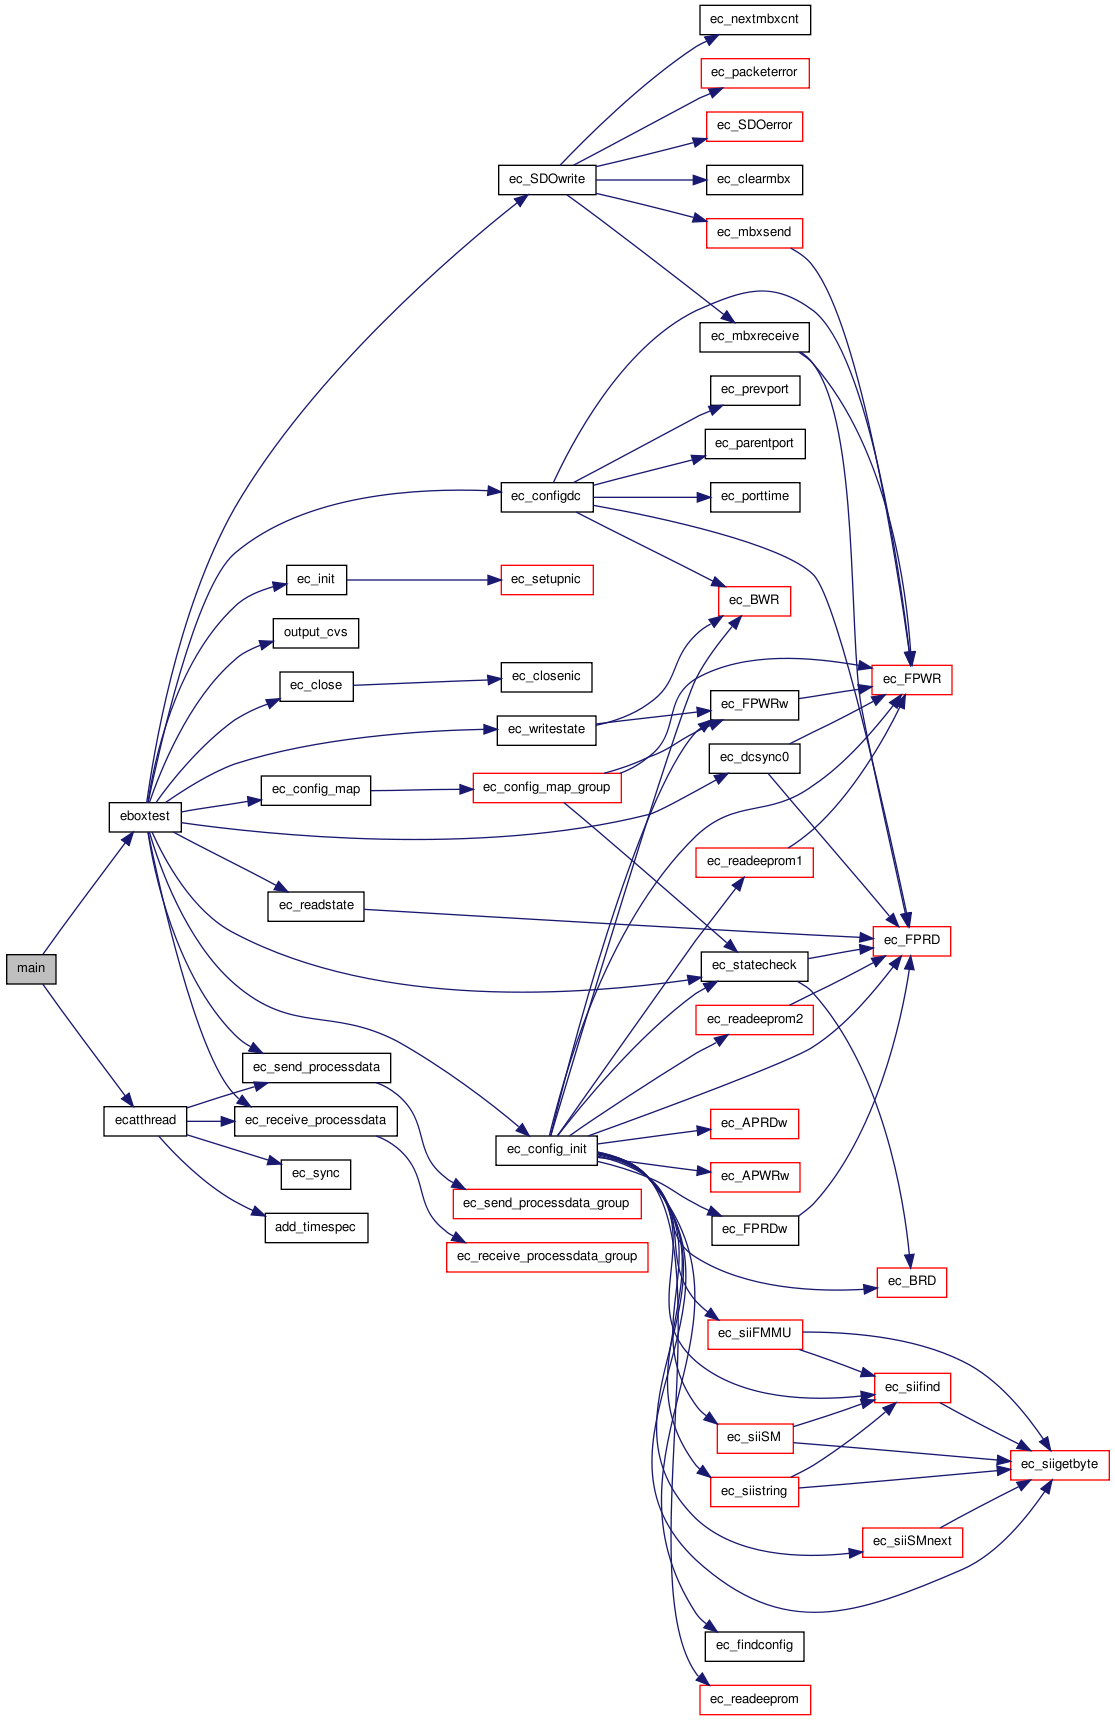 ec_nextmbxcnt
ec_packeterror
ec_SDOerror
ec_SDOwrite
ec_clearmbx
ec_mbxsend
ec_mbxreceive
ec_prevport
ec_parentport
ec_configdc
ec_porttime
ec_init
ec_setupnic
ec_BWR
output_cvs
ec_close
ec_closenic
ec_FPWR
ec_FPWRw
ec_writestate
ec_dcsync0
ec_config_map
ec_config_map_group
eboxtest
ec_readeeprom1
ec_readstate
ec_FPRD
main
ec_statecheck
ec_readeeprom2
ec_send_processdata
ecatthread
ec_receive_processdata
ec_APRDw
ec_config_init
ec_sync
ec_APWRw
ec_send_processdata_group
add_timespec
ec_FPRDw
ec_receive_processdata_group
ec_BRD
ec_siiFMMU
ec_siifind
ec_siiSM
ec_siigetbyte
ec_siistring
ec_siiSMnext
ec_findconfig
ec_readeeprom